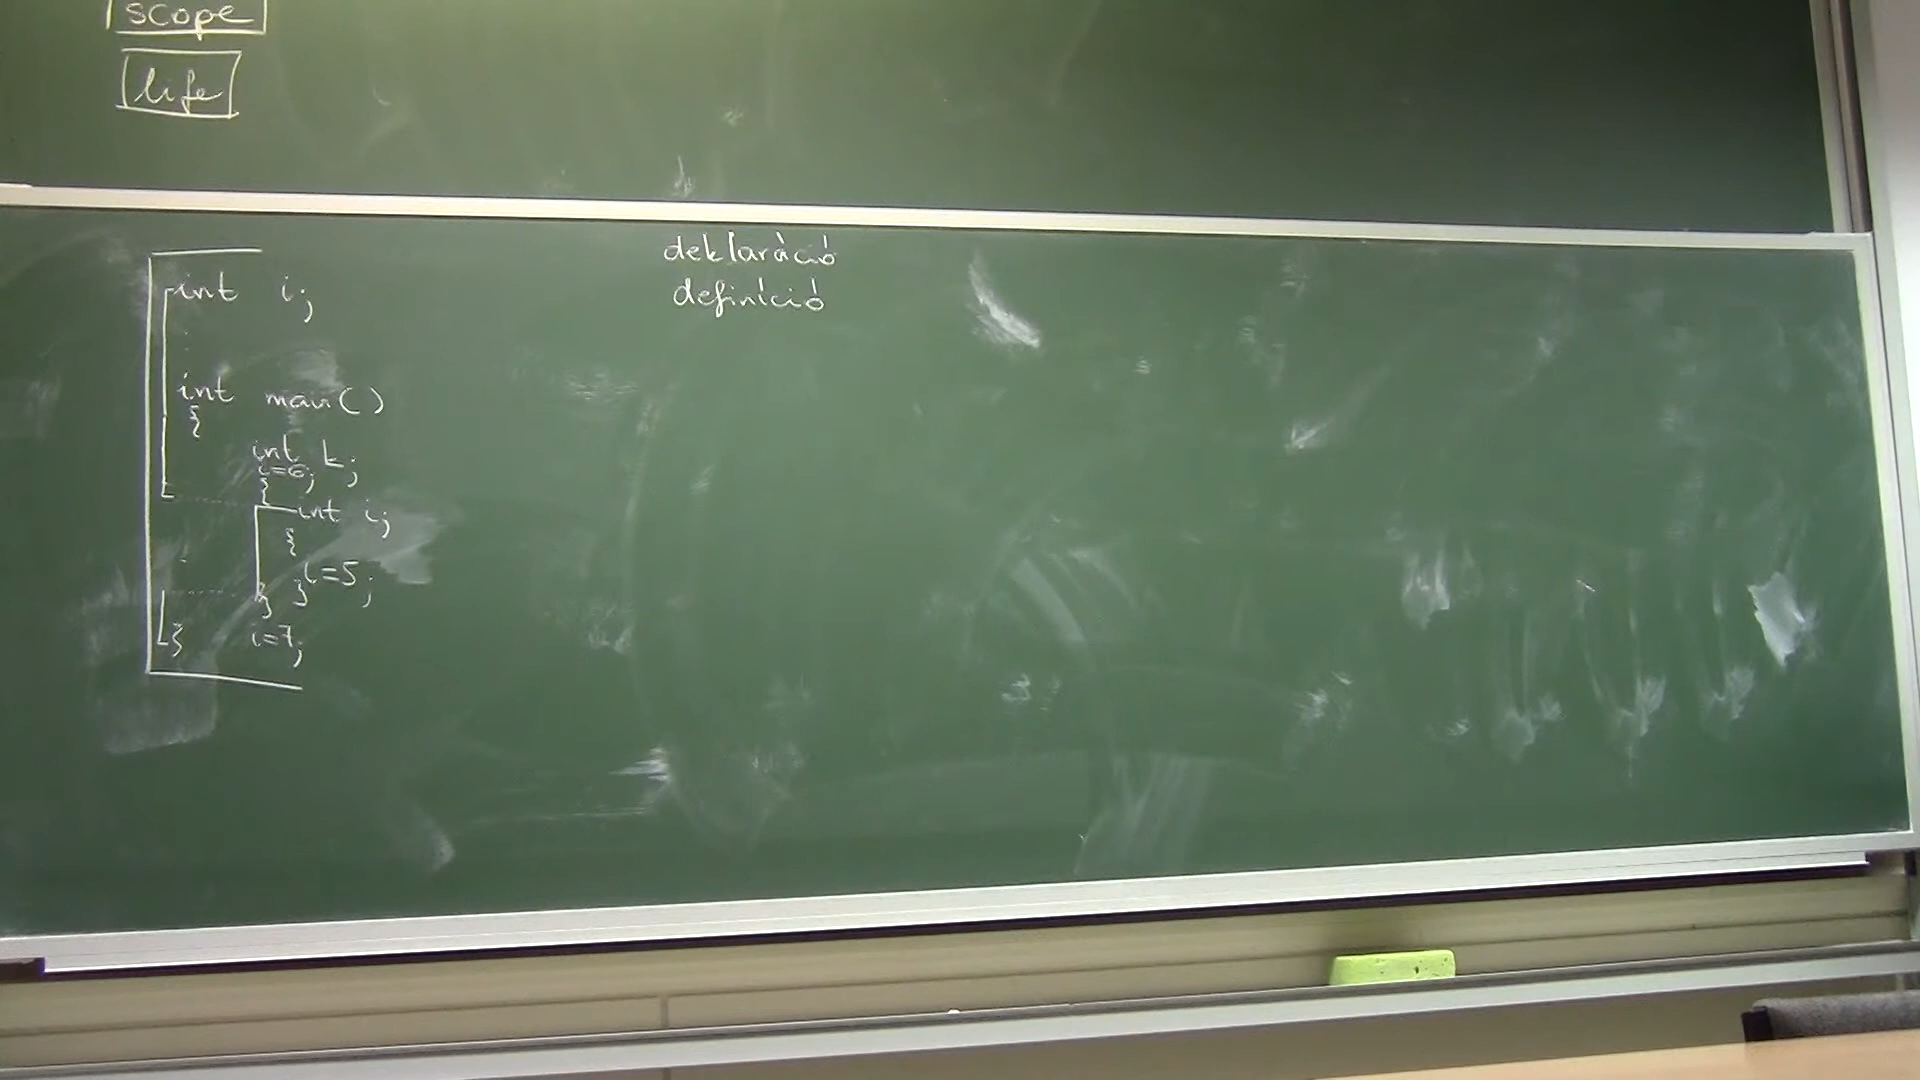 scope
life
int i;
int main()
{
int k;
i=6;
{
int i;
{
i=5;
}
}
i=7;
}
deklaráció
definíció